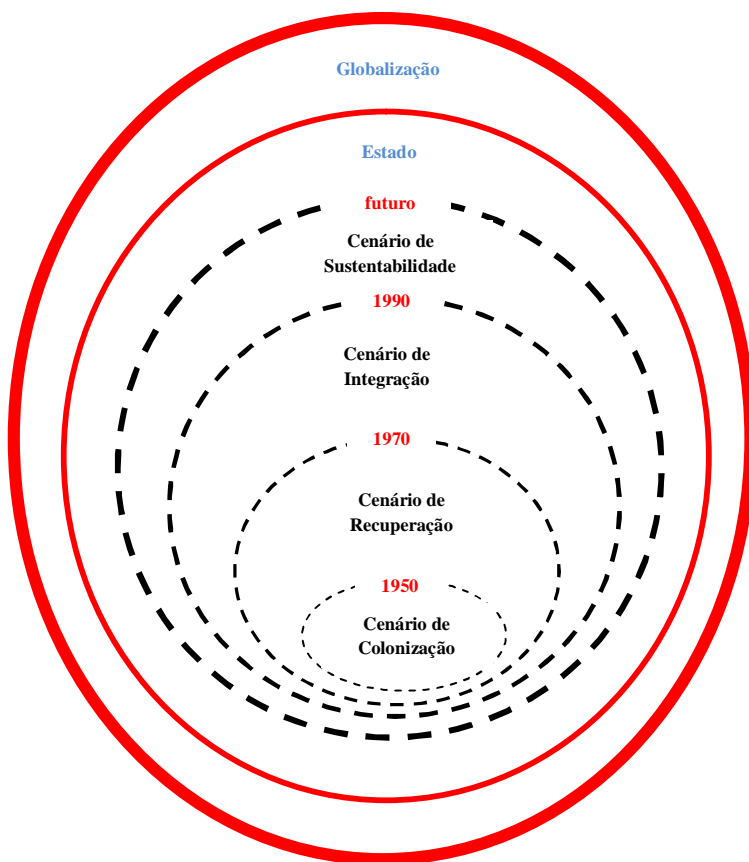 Globalização
Estado
futuro
Cenário de
Sustentabilidade
1990
Cenário de
Integração
1970
Cenário de
Recuperação
1950
Cenário de
Colonização